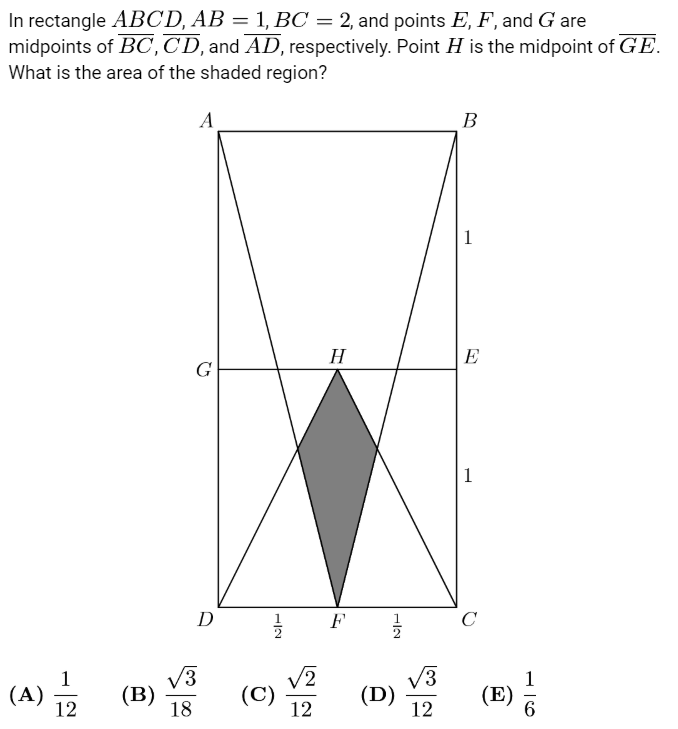 In rectangle ABCD, AB = 1, BC = 2, and points E, F, and G are
midpoints of \overline{BC}, \overline{CD}, and \overline{AD}, respectively. Point H is the midpoint of \overline{GE}.
What is the area of the shaded region?
A B
1
H
G E
1
D \frac{1}{2} F \frac{1}{2} C
(A) \frac{1}{12} (B) \frac{\sqrt{3}}{18} (C) \frac{\sqrt{2}}{12} (D) \frac{\sqrt{3}}{12} (E) \frac{1}{6}